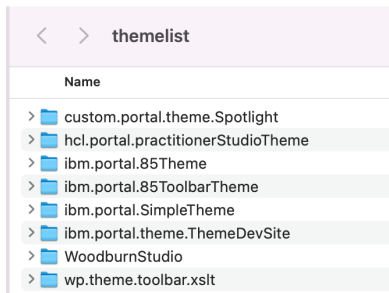 themelist
Name
custom.portal.theme.Spotlight
hcl.portal.practitionerStudioTheme
ibm.portal.85Theme
ibm.portal.85ToolbarTheme
ibm.portal.SimpleTheme
ibm.portal.theme.ThemeDevSite
WoodburnStudio
wp.theme.toolbar.xslt